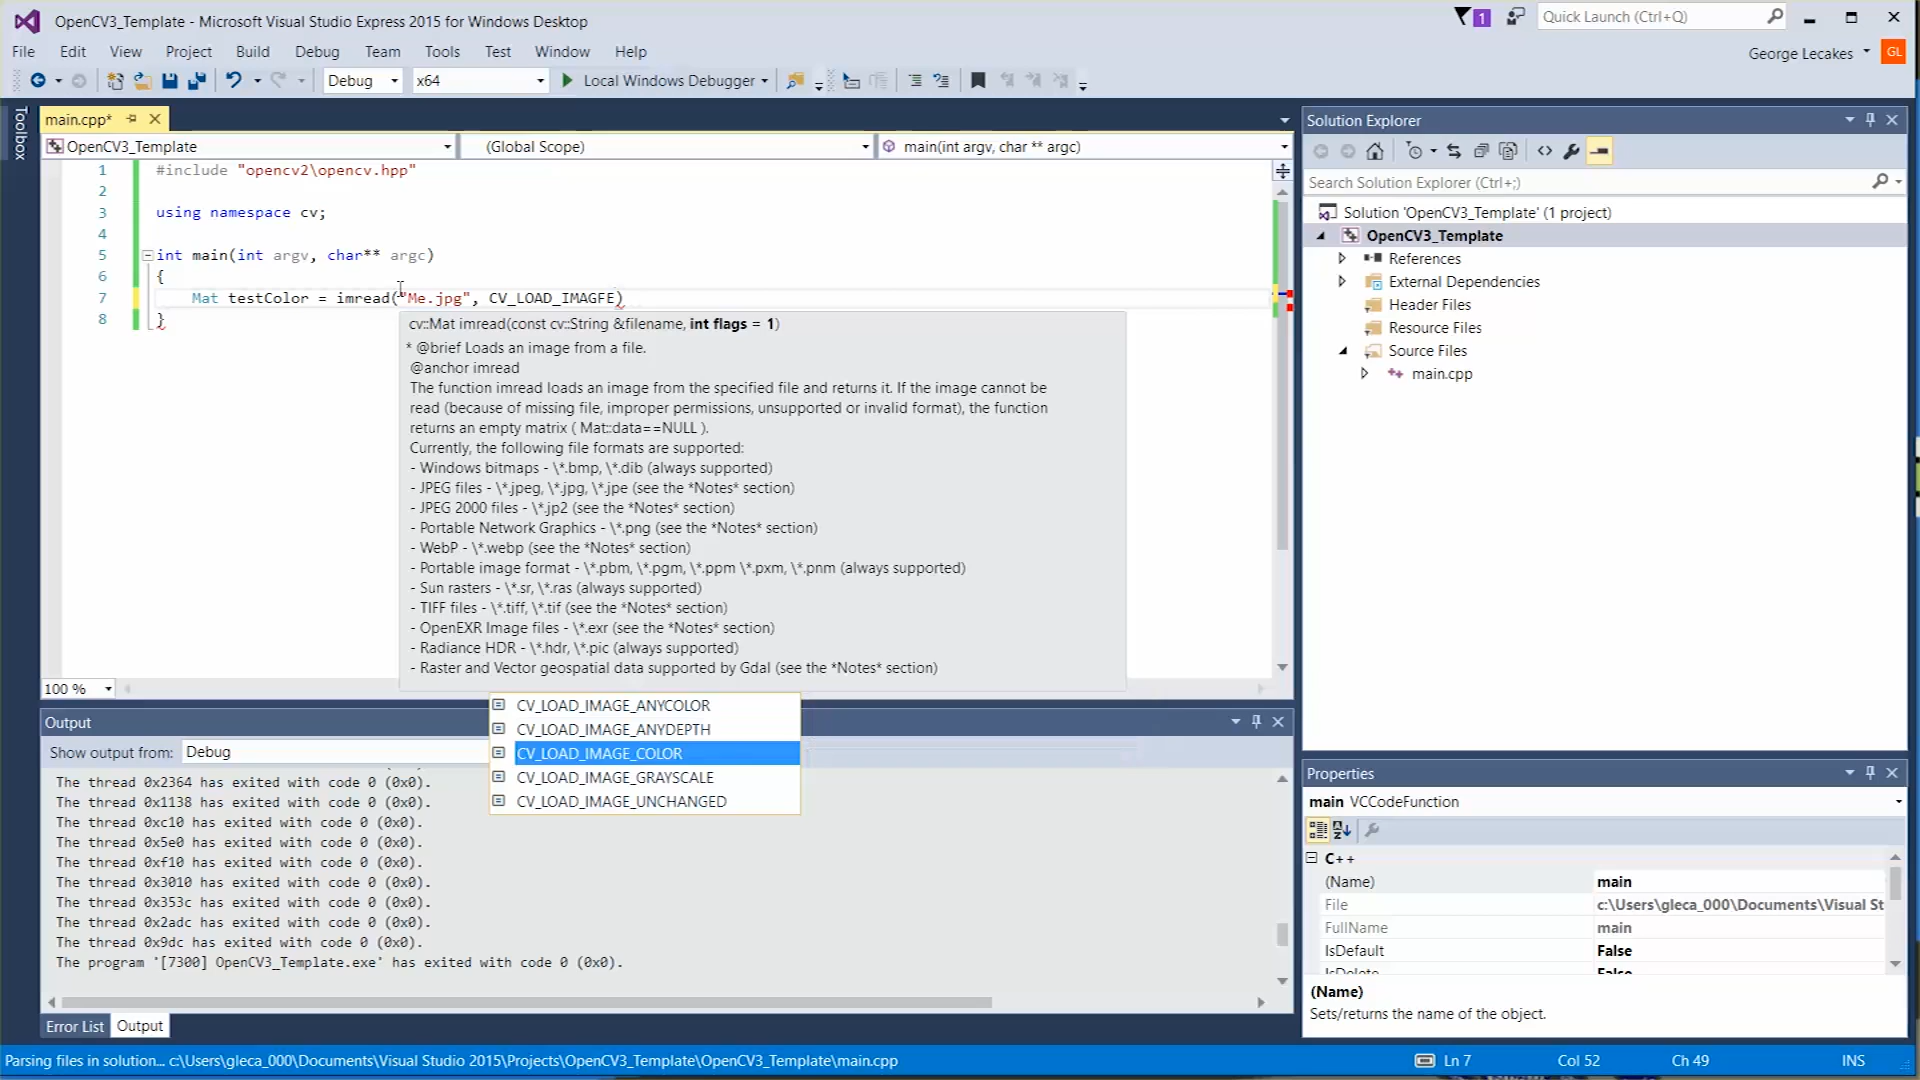 OpenCV3_Template - Microsoft Visual Studio Express 2015 for Windows Desktop
1
Quick Launch (Ctrl+Q)
File Edit View Project Build Debug Team Tools Test Window Help
George Lecakes
GL
Debug
x64
Local Windows Debugger
Toolbox
main.cpp*
OpenCV3_Template
(Global Scope)
main(int argv, char ** argc)
1 #include "opencv2\opencv.hpp"
2
3 using namespace cv;
4
5 int main(int argv, char** argc)
6 {
7 Mat testColor = imread("Me.jpg", CV_LOAD_IMAGFE)
8 }
cv::Mat imread(const cv::String &filename, int flags = 1)
* @brief Loads an image from a file.
@anchor imread
The function imread loads an image from the specified file and returns it. If the image cannot be
read (because of missing file, improper permissions, unsupported or invalid format), the function
returns an empty matrix ( Mat::data==NULL ).
Currently, the following file formats are supported:
- Windows bitmaps - \*.bmp, \*.dib (always supported)
- JPEG files - \*.jpeg, \*.jpg, \*.jpe (see the *Notes* section)
- JPEG 2000 files - \*.jp2 (see the *Notes* section)
- Portable Network Graphics - \*.png (see the *Notes* section)
- WebP - \*.webp (see the *Notes* section)
- Portable image format - \*.pbm, \*.pgm, \*.ppm \*.pxm, \*.pnm (always supported)
- Sun rasters - \*.sr, \*.ras (always supported)
- TIFF files - \*.tiff, \*.tif (see the *Notes* section)
- OpenEXR Image files - \*.exr (see the *Notes* section)
- Radiance HDR - \*.hdr, \*.pic (always supported)
- Raster and Vector geospatial data supported by Gdal (see the *Notes* section)
100 %
CV_LOAD_IMAGE_ANYCOLOR
CV_LOAD_IMAGE_ANYDEPTH
CV_LOAD_IMAGE_COLOR
CV_LOAD_IMAGE_GRAYSCALE
CV_LOAD_IMAGE_UNCHANGED
Output
Show output from: Debug
The thread 0x2364 has exited with code 0 (0x0).
The thread 0x1138 has exited with code 0 (0x0).
The thread 0xc10 has exited with code 0 (0x0).
The thread 0x5e0 has exited with code 0 (0x0).
The thread 0xf10 has exited with code 0 (0x0).
The thread 0x3010 has exited with code 0 (0x0).
The thread 0x353c has exited with code 0 (0x0).
The thread 0x2adc has exited with code 0 (0x0).
The thread 0x9dc has exited with code 0 (0x0).
The program '[7300] OpenCV3_Template.exe' has exited with code 0 (0x0).
Error List Output
Solution Explorer
Search Solution Explorer (Ctrl+;)
Solution 'OpenCV3_Template' (1 project)
OpenCV3_Template
References
External Dependencies
Header Files
Resource Files
Source Files
main.cpp
Properties
main VCCodeFunction
C++
(Name) main
File c:\Users\gleca_000\Documents\Visual St
FullName main
IsDefault False
IsDelete False
(Name)
Sets/returns the name of the object.
Parsing files in solution... c:\Users\gleca_000\Documents\Visual Studio 2015\Projects\OpenCV3_Template\OpenCV3_Template\main.cpp
Ln 7 Col 52 Ch 49 INS